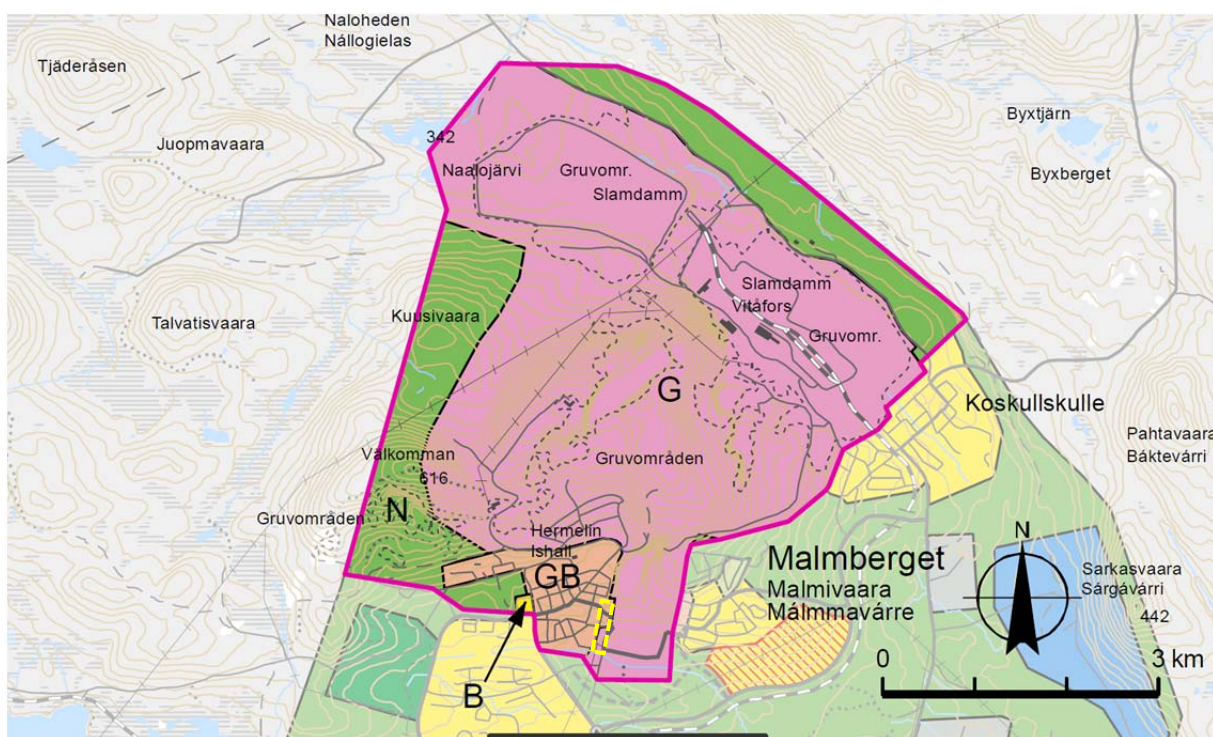 Naloheden
Nállogielas
Tjäderåsen
Byxtjärn
342
Juopmavaara
Naalojärvi
Gruvomr.
Slamdamm
Byxberget
Slamdamm
Vitåfors
Talvatisvaara
Kuusivaara
Gruvomr.
G
Koskullskulle
Pahtavaara
Báktevárri
Välkomman
616
Gruvområden
N
Gruvområden
Hermelin
Ishall
GB
Malmberget
Malmivaara
Málmmavárre
N
Sarkasvaara
Sárgávárri
442
B
0
3 km